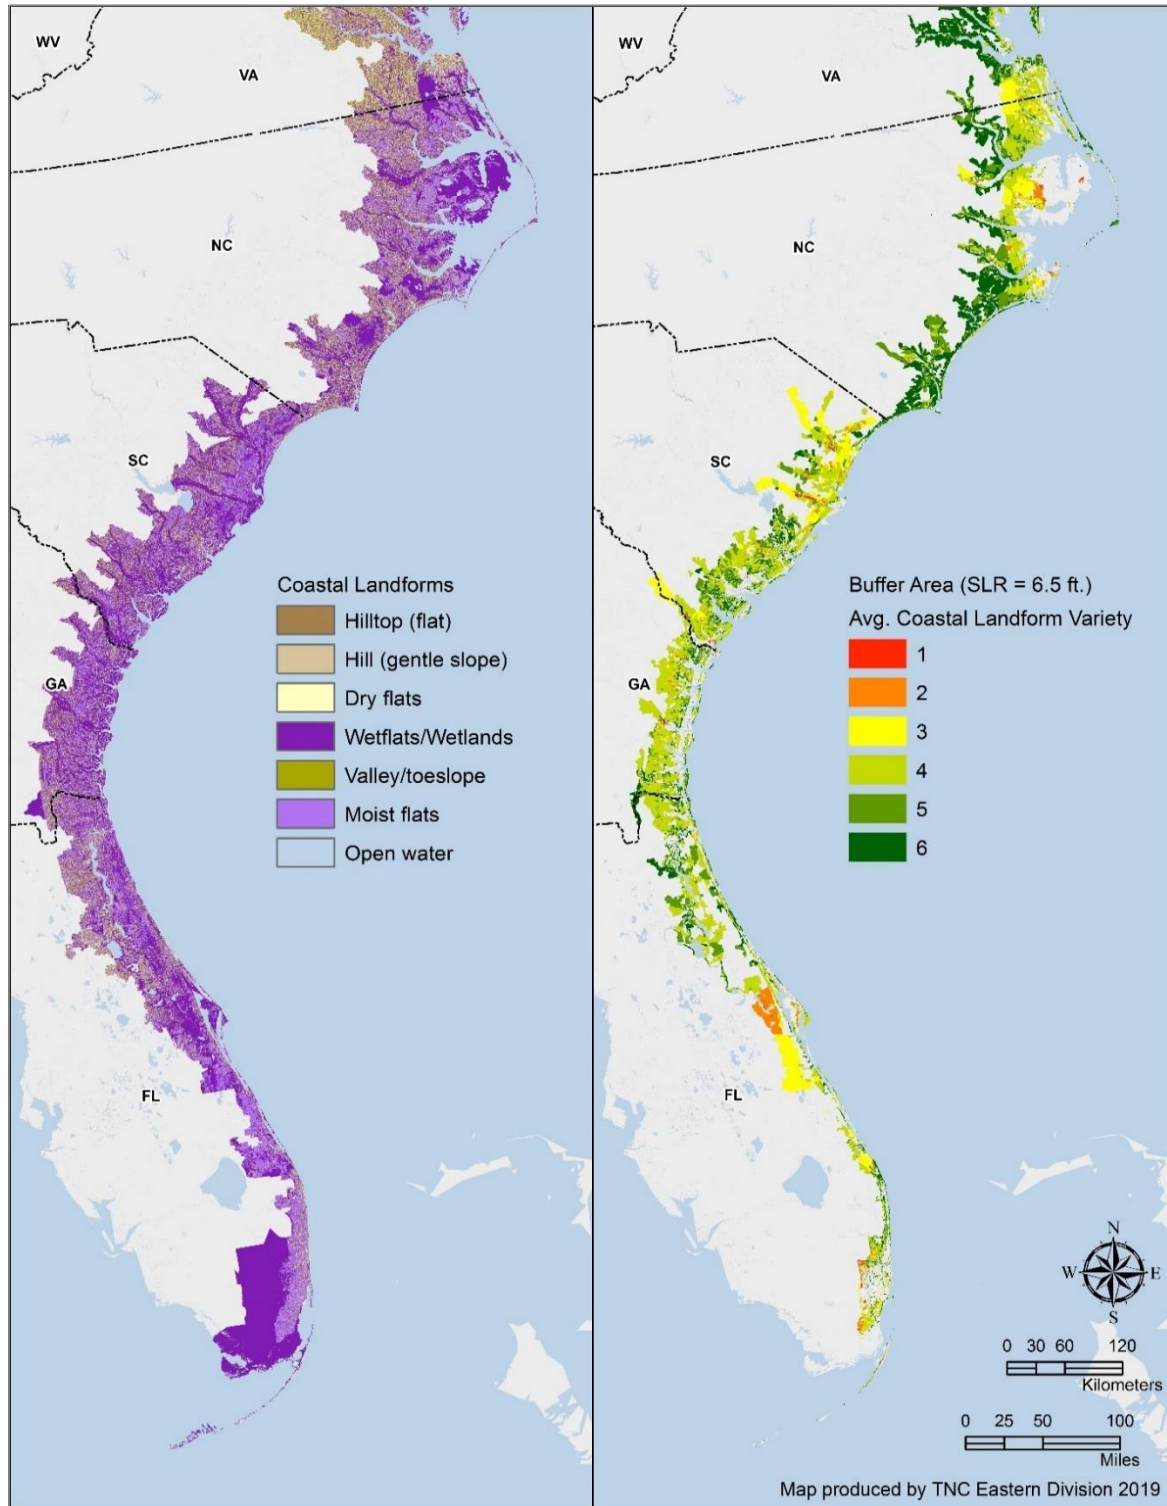 WV
VA
NC
SC
GA
FL
Coastal Landforms
Hilltop (flat)
Hill (gentle slope)
Dry flats
Wetflats/Wetlands
Valley/toeslope
Moist flats
Open water
WV
VA
NC
SC
GA
FL
Buffer Area (SLR = 6.5 ft.)
Avg. Coastal Landform Variety
1
2
3
4
5
6
N
W E
S
0 30 60 120
Kilometers
0 25 50 100
Miles
Map produced by TNC Eastern Division 2019